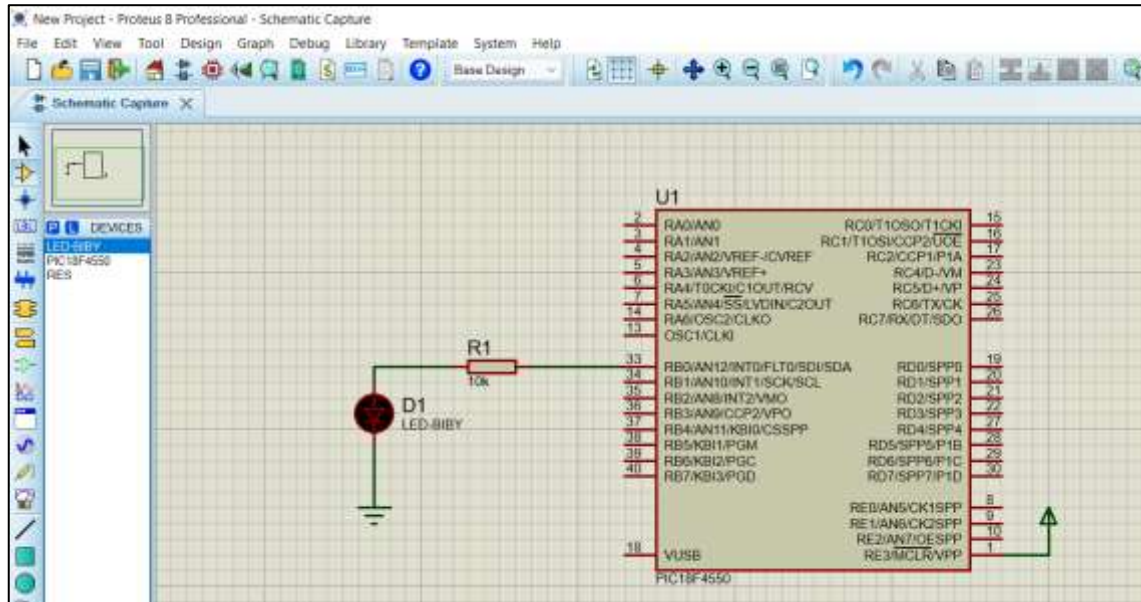 New Project - Proteus 8 Professional - Schematic Capture
File Edit View Tool Design Graph Debug Library Template System Help
Base Design
Schematic Capture
P L DEVICES
LED-BIBY
PIC18F4550
RES
U1
2 RA0/AN0 RC0/T1OSO/T1CKI 15
3 RA1/AN1 RC1/T1OSI/CCP2/UOE 16
4 RA2/AN2/VREF-/CVREF RC2/CCP1/P1A 17
5 RA3/AN3/VREF+ RC4/D-/VM 23
6 RA4/T0CKI/C1OUT/RCV RC5/D+/VP 24
7 RA5/AN4/SS/LVDIN/C2OUT RC6/TX/CK 25
14 RA6/OSC2/CLKO RC7/RX/DT/SDO 26
13 OSC1/CLKI
R1
10k
33 RB0/AN12/INT0/FLT0/SDI/SDA RD0/SPP0 19
34 RB1/AN10/INT1/SCK/SCL RD1/SPP1 20
35 RB2/AN8/INT2/VMO RD2/SPP2 21
36 RB3/AN9/CCP2/VPO RD3/SPP3 22
37 RB4/AN11/KBI0/CSSPP RD4/SPP4 27
38 RB5/KBI1/PGM RD5/SPP5/P1B 28
39 RB6/KBI2/PGC RD6/SPP6/P1C 29
40 RB7/KBI3/PGD RD7/SPP7/P1D 30
D1
LED-BIBY
RE0/AN5/CK1SPP 8
RE1/AN6/CK2SPP 9
RE2/AN7/OESPP 10
18 VUSB RE3/MCLR/VPP 1
PIC18F4550